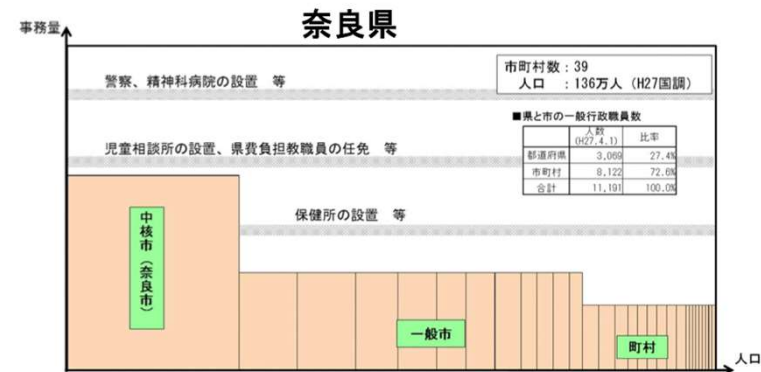 奈良県
事務量
警察、精神科病院の設置　等
市町村数：39
人口：136万人（H27国調）
■県と市の一般行政職員数
人数
(H27.4.1)
比率
都道府県 3,069 27.4%
市町村 8,122 72.6%
合計 11,191 100.0%
児童相談所の設置、県費負担教職員の任免　等
保健所の設置　等
中核市（奈良市）
一般市
町村
人口